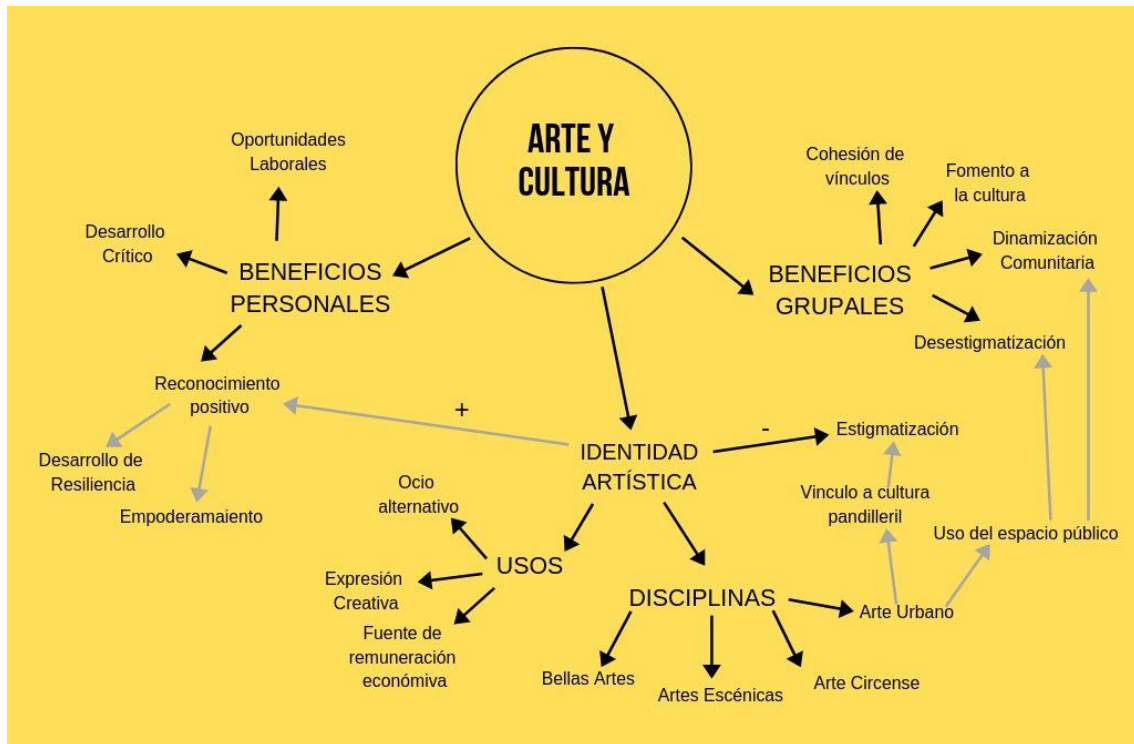 ARTE Y
CULTURA
Oportunidades
Laborales
Desarrollo
Crítico
BENEFICIOS
PERSONALES
Reconocimiento
positivo
Desarrollo de
Resiliencia
Empoderamaiento
Cohesión de
vínculos
Fomento a
la cultura
Dinamización
Comunitaria
BENEFICIOS
GRUPALES
Desestigmatización
+
-
IDENTIDAD
ARTÍSTICA
Estigmatización
Vinculo a cultura
pandilleril
Uso del espacio público
Ocio
alternativo
USOS
Expresión
Creativa
Fuente de
remuneración
económiva
DISCIPLINAS
Arte Urbano
Bellas Artes
Artes Escénicas
Arte Circense